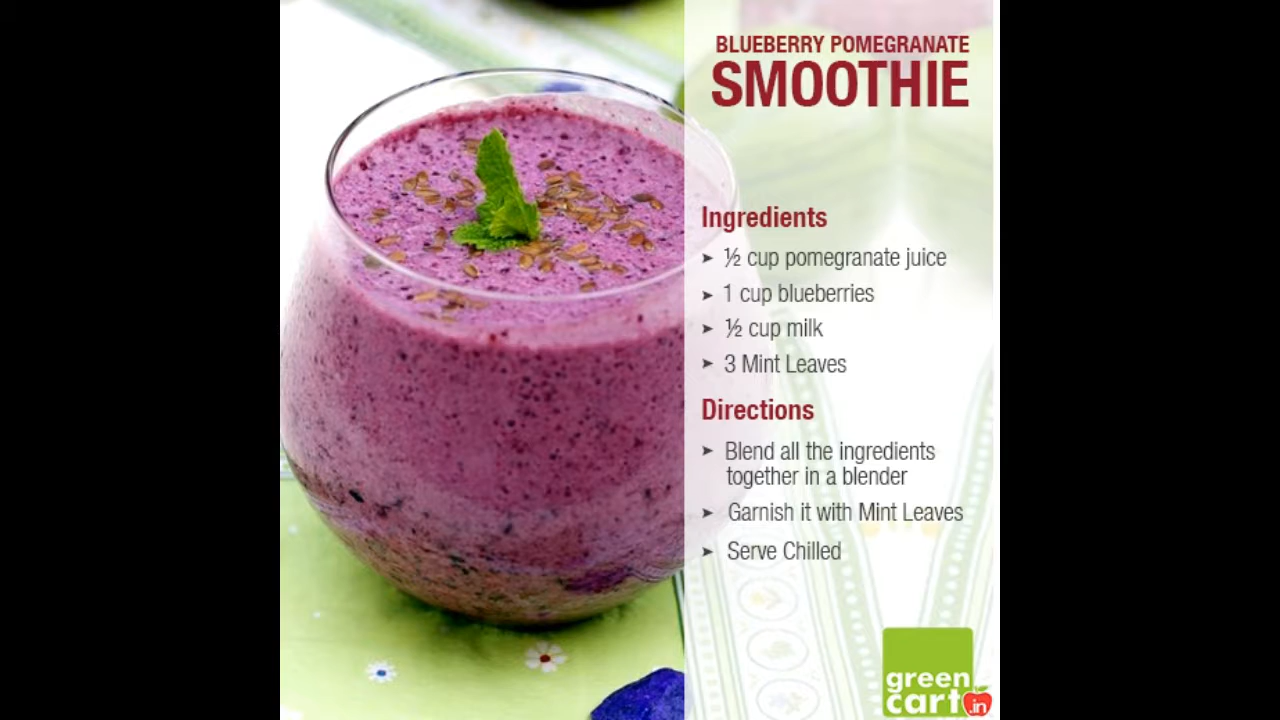 BLUEBERRY POMEGRANATE
SMOOTHIE
Ingredients
➤ ½ cup pomegranate juice
➤ 1 cup blueberries
➤ ½ cup milk
➤ 3 Mint Leaves
Directions
➤ Blend all the ingredients
together in a blender
➤ Garnish it with Mint Leaves
➤ Serve Chilled
green
cart.in